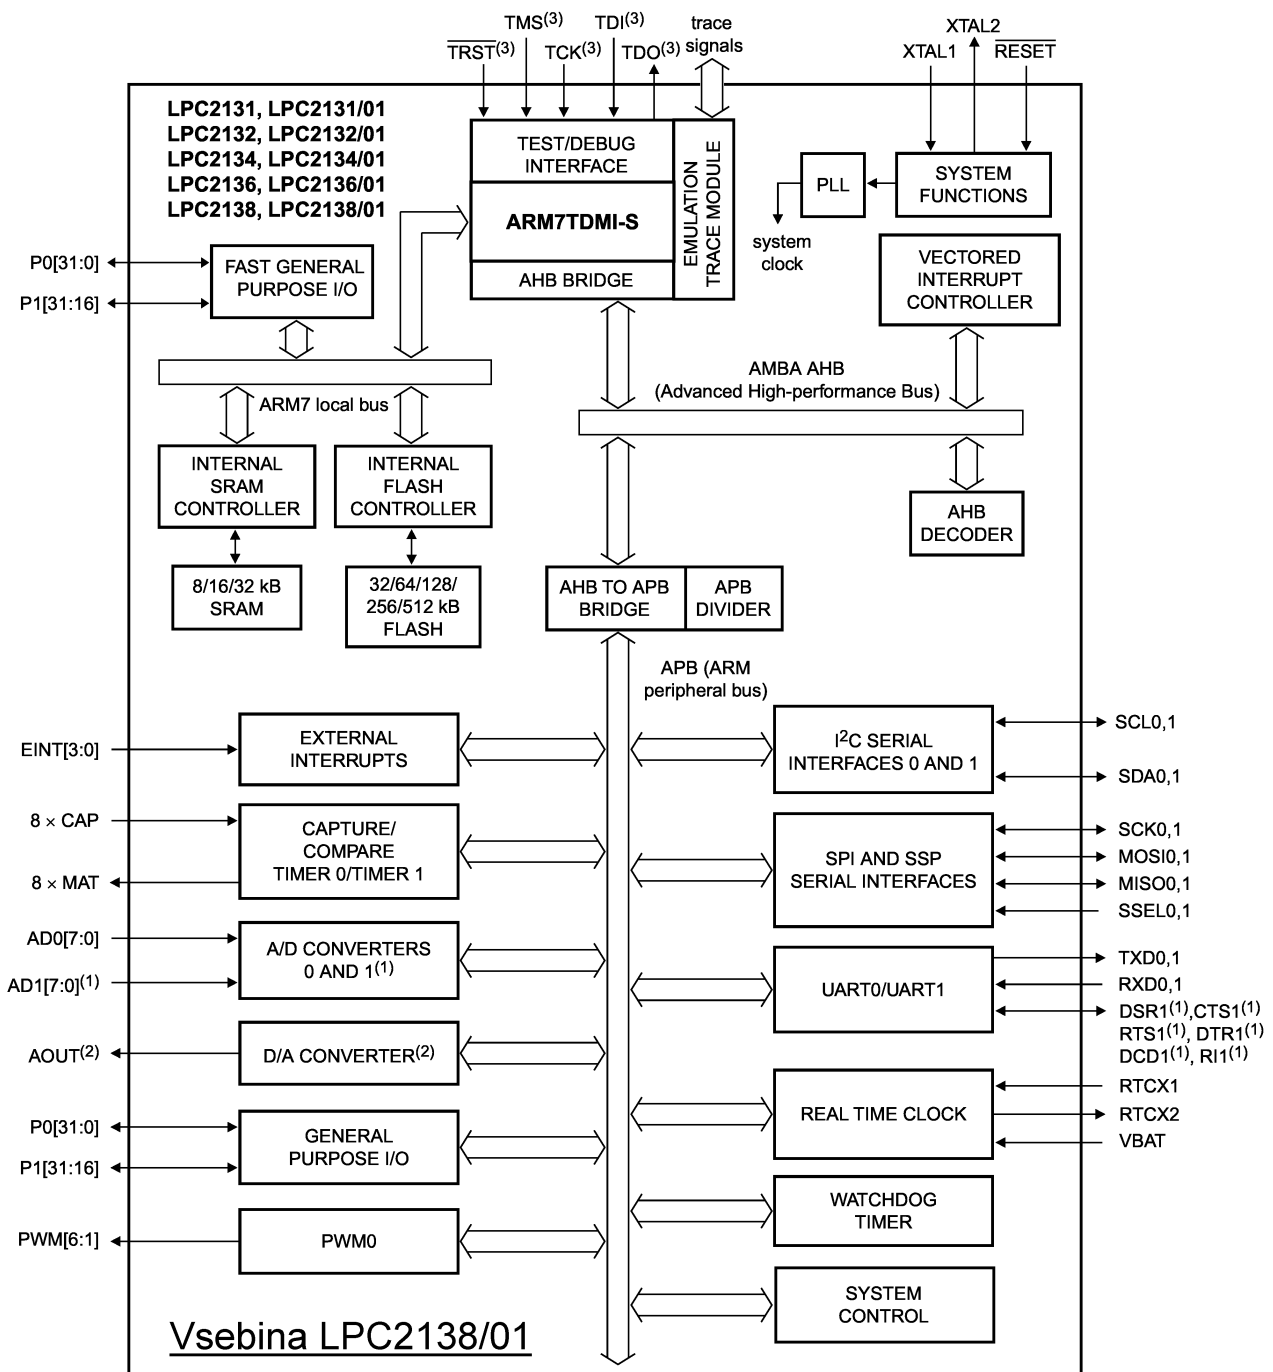 TMS(3)
TDI(3)
trace
signals
XTAL2
TRST(3)
TCK(3)
TDO(3)
XTAL1
RESET
LPC2131, LPC2131/01
LPC2132, LPC2132/01
LPC2134, LPC2134/01
LPC2136, LPC2136/01
LPC2138, LPC2138/01
TEST/DEBUG
INTERFACE
ARM7TDMI-S
AHB BRIDGE
EMULATION
TRACE MODULE
PLL
SYSTEM
FUNCTIONS
system
clock
VECTORED
INTERRUPT
CONTROLLER
P0[31:0]
P1[31:16]
FAST GENERAL
PURPOSE I/O
ARM7 local bus
AMBA AHB
(Advanced High-performance Bus)
INTERNAL
SRAM
CONTROLLER
INTERNAL
FLASH
CONTROLLER
AHB
DECODER
8/16/32 kB
SRAM
32/64/128/
256/512 kB
FLASH
AHB TO APB
BRIDGE
APB
DIVIDER
APB (ARM
peripheral bus)
EINT[3:0]
EXTERNAL
INTERRUPTS
I2C SERIAL
INTERFACES 0 AND 1
SCL0,1
SDA0,1
8 × CAP
8 × MAT
CAPTURE/
COMPARE
TIMER 0/TIMER 1
SPI AND SSP
SERIAL INTERFACES
SCK0,1
MOSI0,1
MISO0,1
SSEL0,1
AD0[7:0]
AD1[7:0](1)
A/D CONVERTERS
0 AND 1(1)
UART0/UART1
TXD0,1
RXD0,1
DSR1(1),CTS1(1)
RTS1(1), DTR1(1)
DCD1(1), RI1(1)
AOUT(2)
D/A CONVERTER(2)
REAL TIME CLOCK
RTCX1
RTCX2
VBAT
P0[31:0]
P1[31:16]
GENERAL
PURPOSE I/O
WATCHDOG
TIMER
PWM[6:1]
PWM0
SYSTEM
CONTROL
Vsebina LPC2138/01